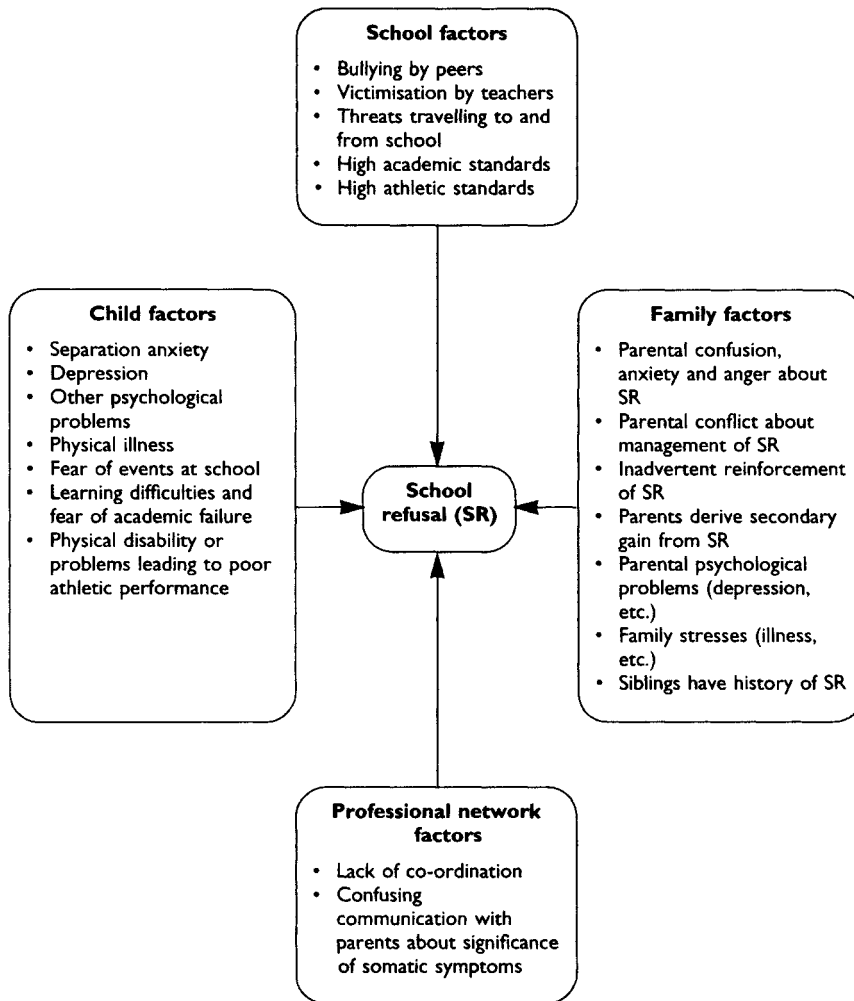 School factors
• Bullying by peers
• Victimisation by teachers
• Threats travelling to and
from school
• High academic standards
• High athletic standards
Child factors
• Separation anxiety
• Depression
• Other psychological
problems
• Physical illness
• Fear of events at school
• Learning difficulties and
fear of academic failure
• Physical disability or
problems leading to poor
athletic performance
School
refusal (SR)
Family factors
• Parental confusion,
anxiety and anger about
SR
• Parental conflict about
management of SR
• Inadvertent reinforcement
of SR
• Parents derive secondary
gain from SR
• Parental psychological
problems (depression,
etc.)
• Family stresses (illness,
etc.)
• Siblings have history of SR
Professional network
factors
• Lack of co-ordination
• Confusing
communication with
parents about significance
of somatic symptoms